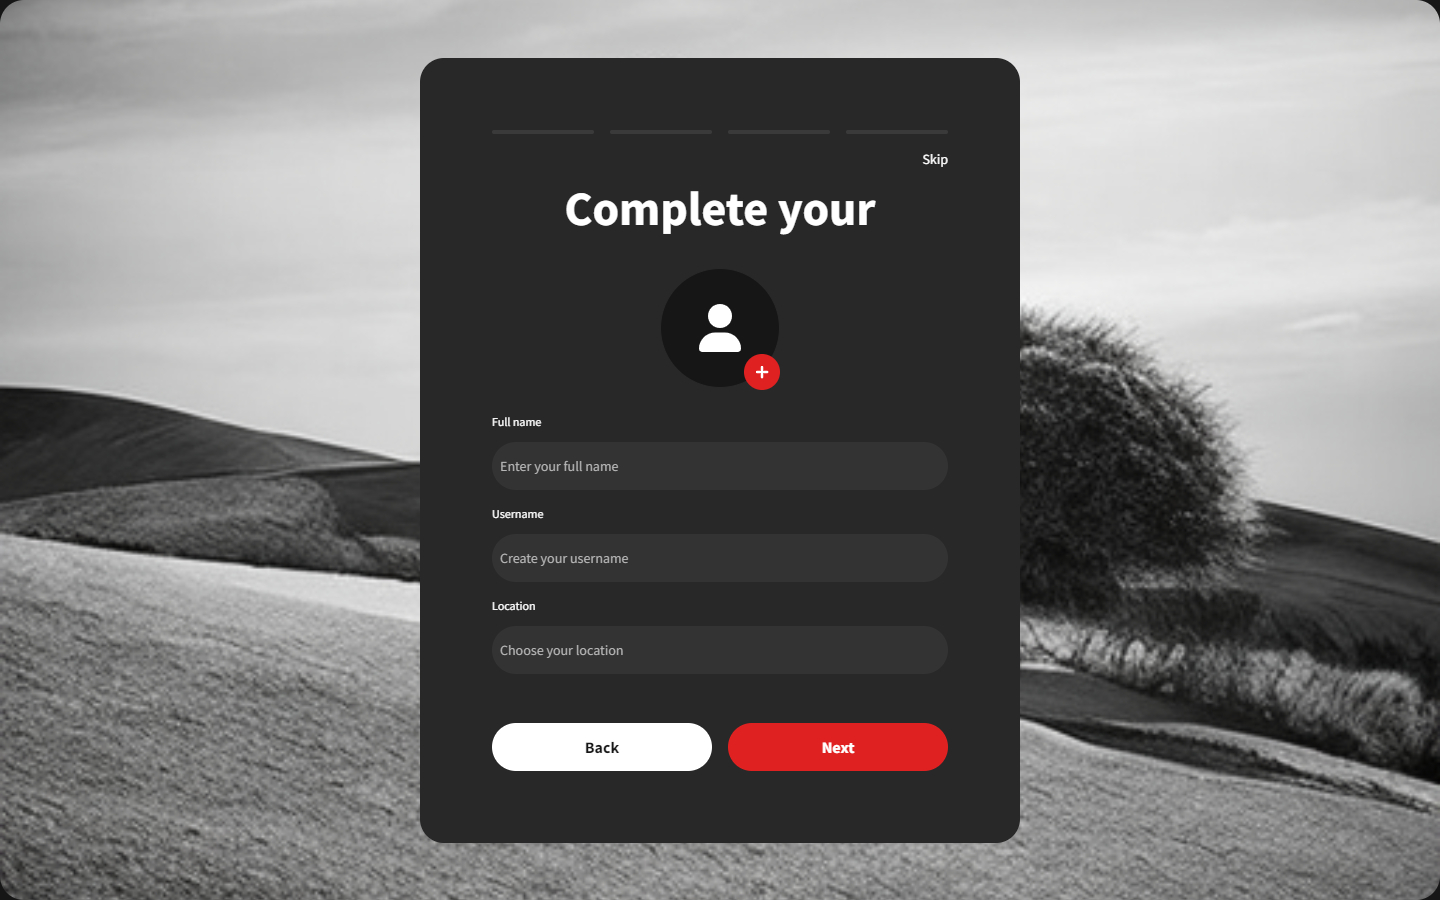 Skip
Complete your
Full name
Enter your full name
Username
Create your username
Location
Choose your location
Back
Next